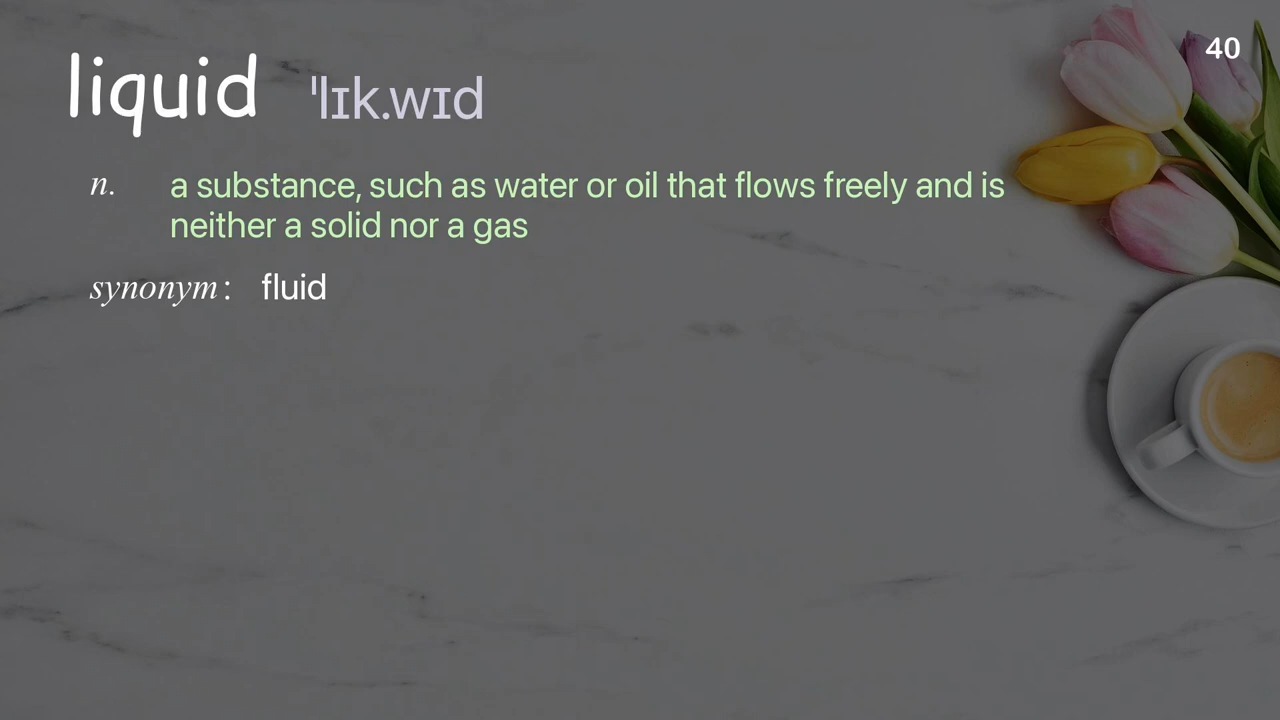 40
liquid ˈlɪk.wɪd
n. a substance, such as water or oil that flows freely and is
neither a solid nor a gas
synonym: fluid